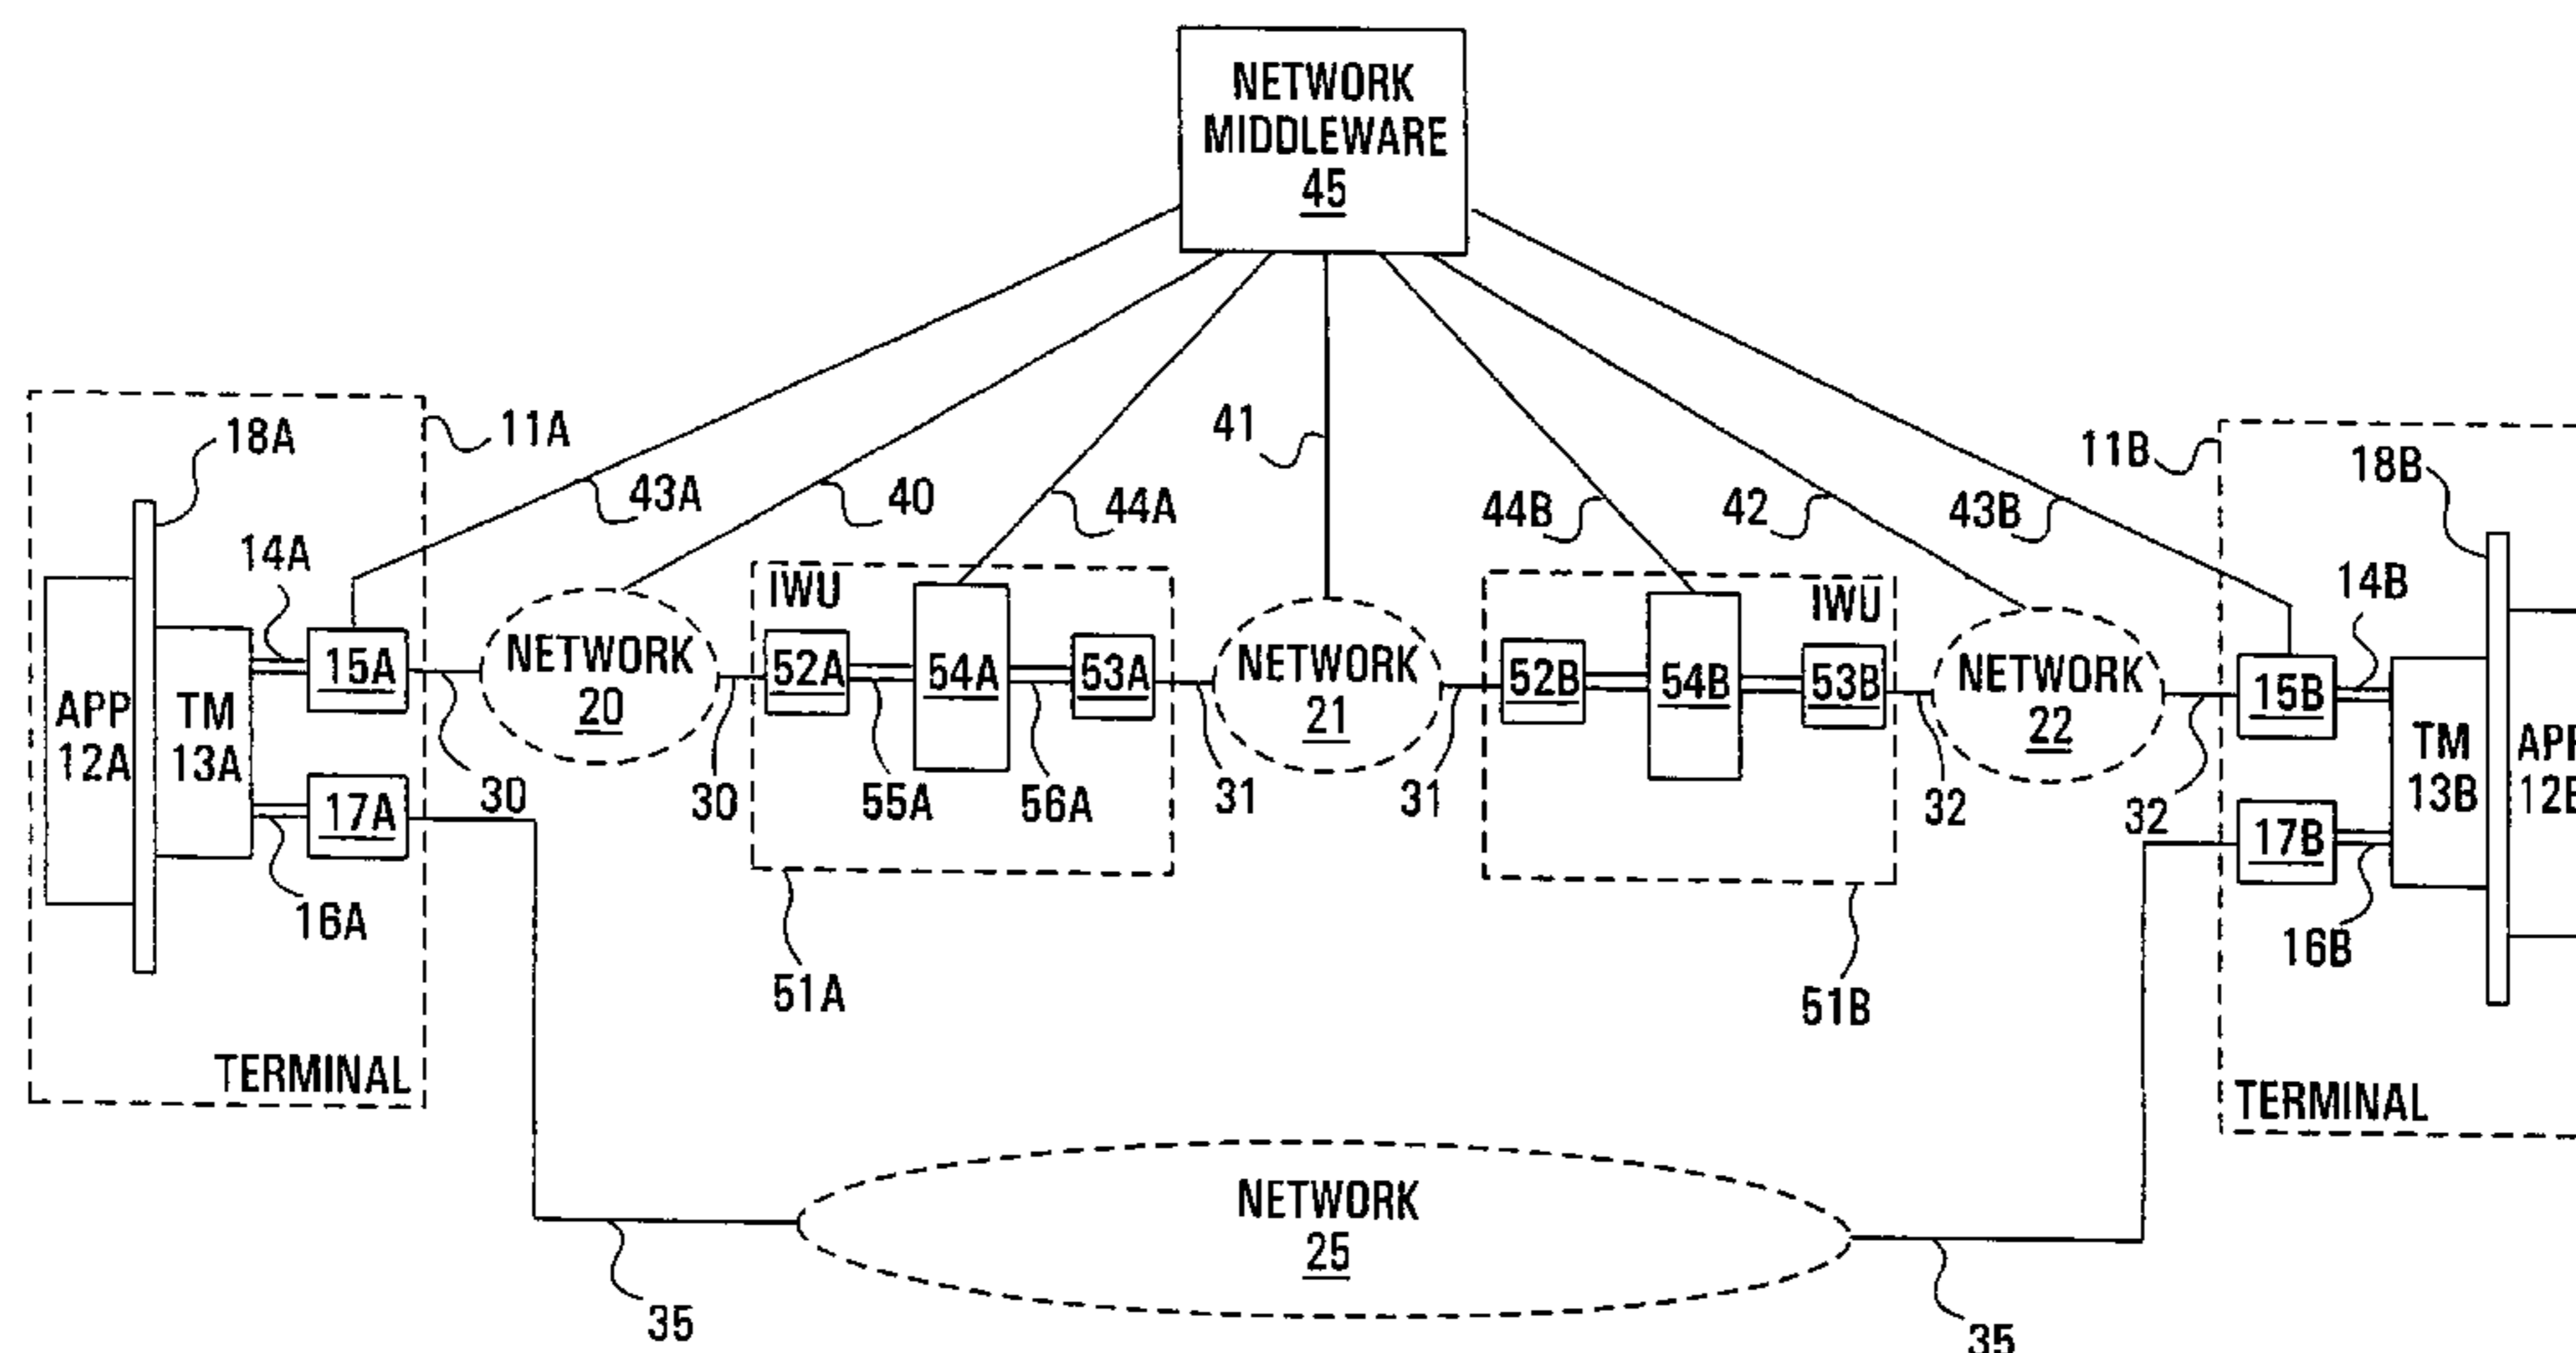 NETWORK
MIDDLEWARE
45
11A
18A
43A
40
44A
41
44B
42
43B
11B
18B
14A
IWU
IWU
14B
15A
NETWORK
20
52A
54A
53A
NETWORK
21
52B
54B
53B
NETWORK
22
15B
APP
12A
TM
13A
TM
13B
17A
30
30
55A
56A
31
31
32
32
17B
16A
16B
51A
51B
TERMINAL
TERMINAL
NETWORK
25
35
35